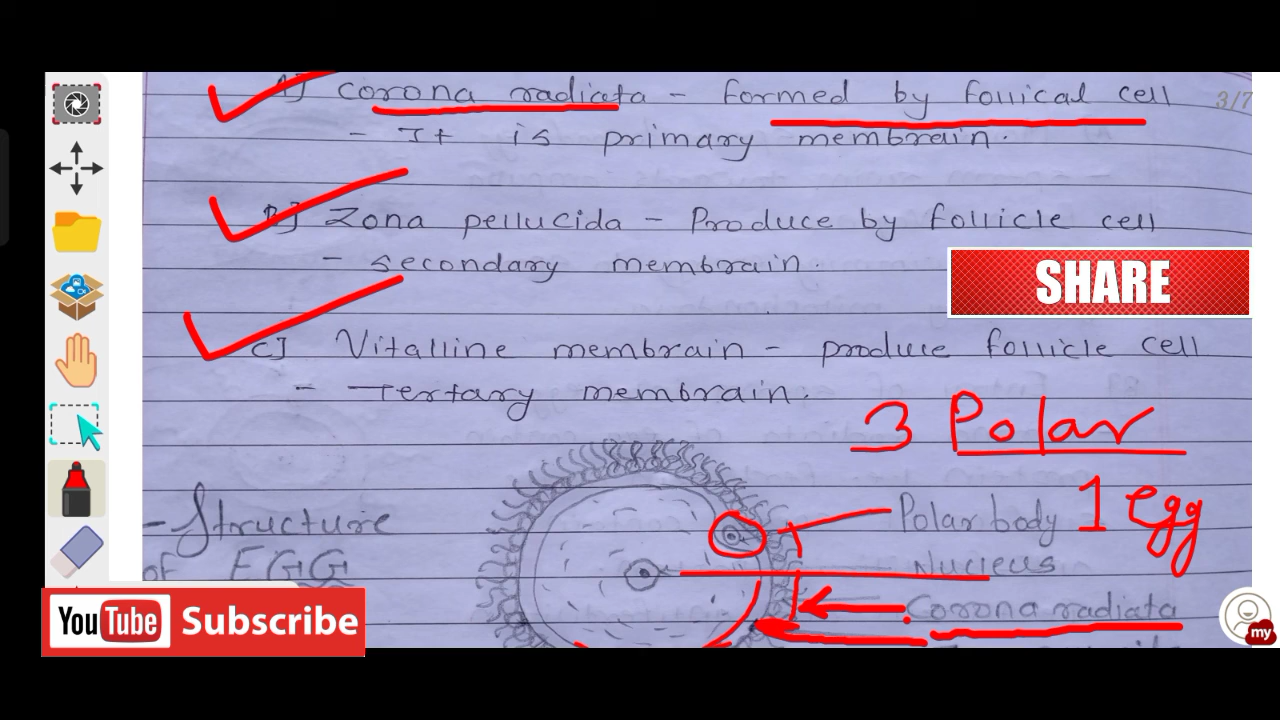 A] Corona radiata - formed by follical cell
3/7
- It is primary membrain.
B] Zona pellucida - Produce by follicle cell
- secondary membrain.
SHARE
C] Vitalline membrain - produce follicle cell
- Tertary membrain.
3 Polar
Polar body 1 egg
- Structure
of EGG
Nucleus
Corona radiata
YouTube Subscribe
my